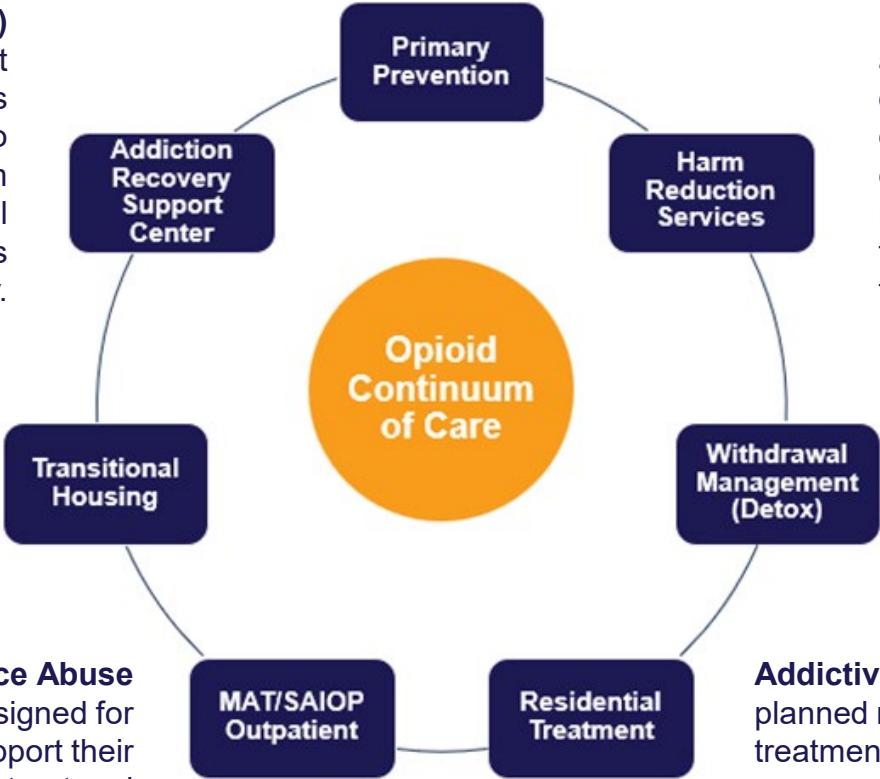 )
t
s
o
n
l
s
.
Primary
Prevention
Addiction
Recovery
Support
Center
Harm
Reduction
Services
Opioid
Continuum
of Care
Transitional
Housing
Withdrawal
Management
(Detox)
ce Abuse
signed for
pport their
MAT/SAIOP
Outpatient
Residential
Treatment
Addictiv
planned r
treatmen